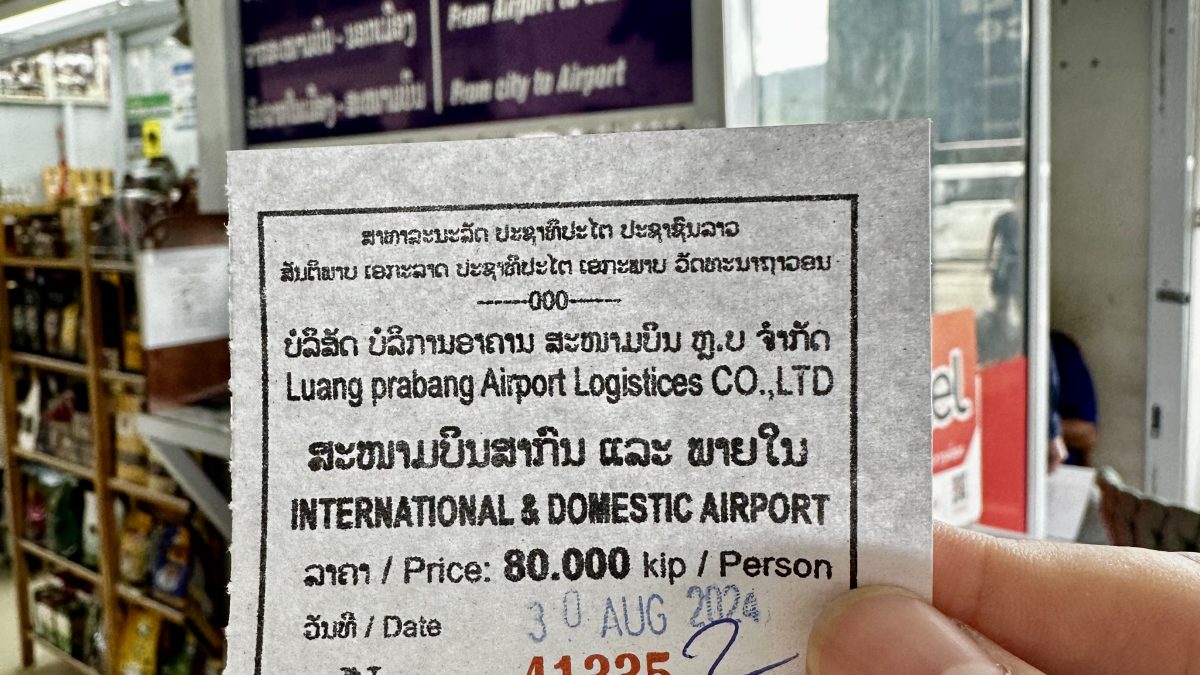 From city to Airport
ສາທາລະນະລັດ ປະຊາທິປະໄຕ ປະຊາຊົນລາວ
ສັນຕິພາບ ເອກະລາດ ປະຊາທິປະໄຕ ເອກະພາບ ວັດທະນາຖາວອນ
------000------
ບໍລິສັດ ບໍລິການອາຄານ ສະໜາມບິນ ຫຼ.ບ ຈຳກັດ
Luang prabang Airport Logistices CO.,LTD
ສະໜາມບິນສາກົນ ແລະ ພາຍໃນ
INTERNATIONAL & DOMESTIC AIRPORT
ລາຄາ / Price: 80.000 kip / Person
ວັນທີ / Date 30 AUG 2024
41335 2